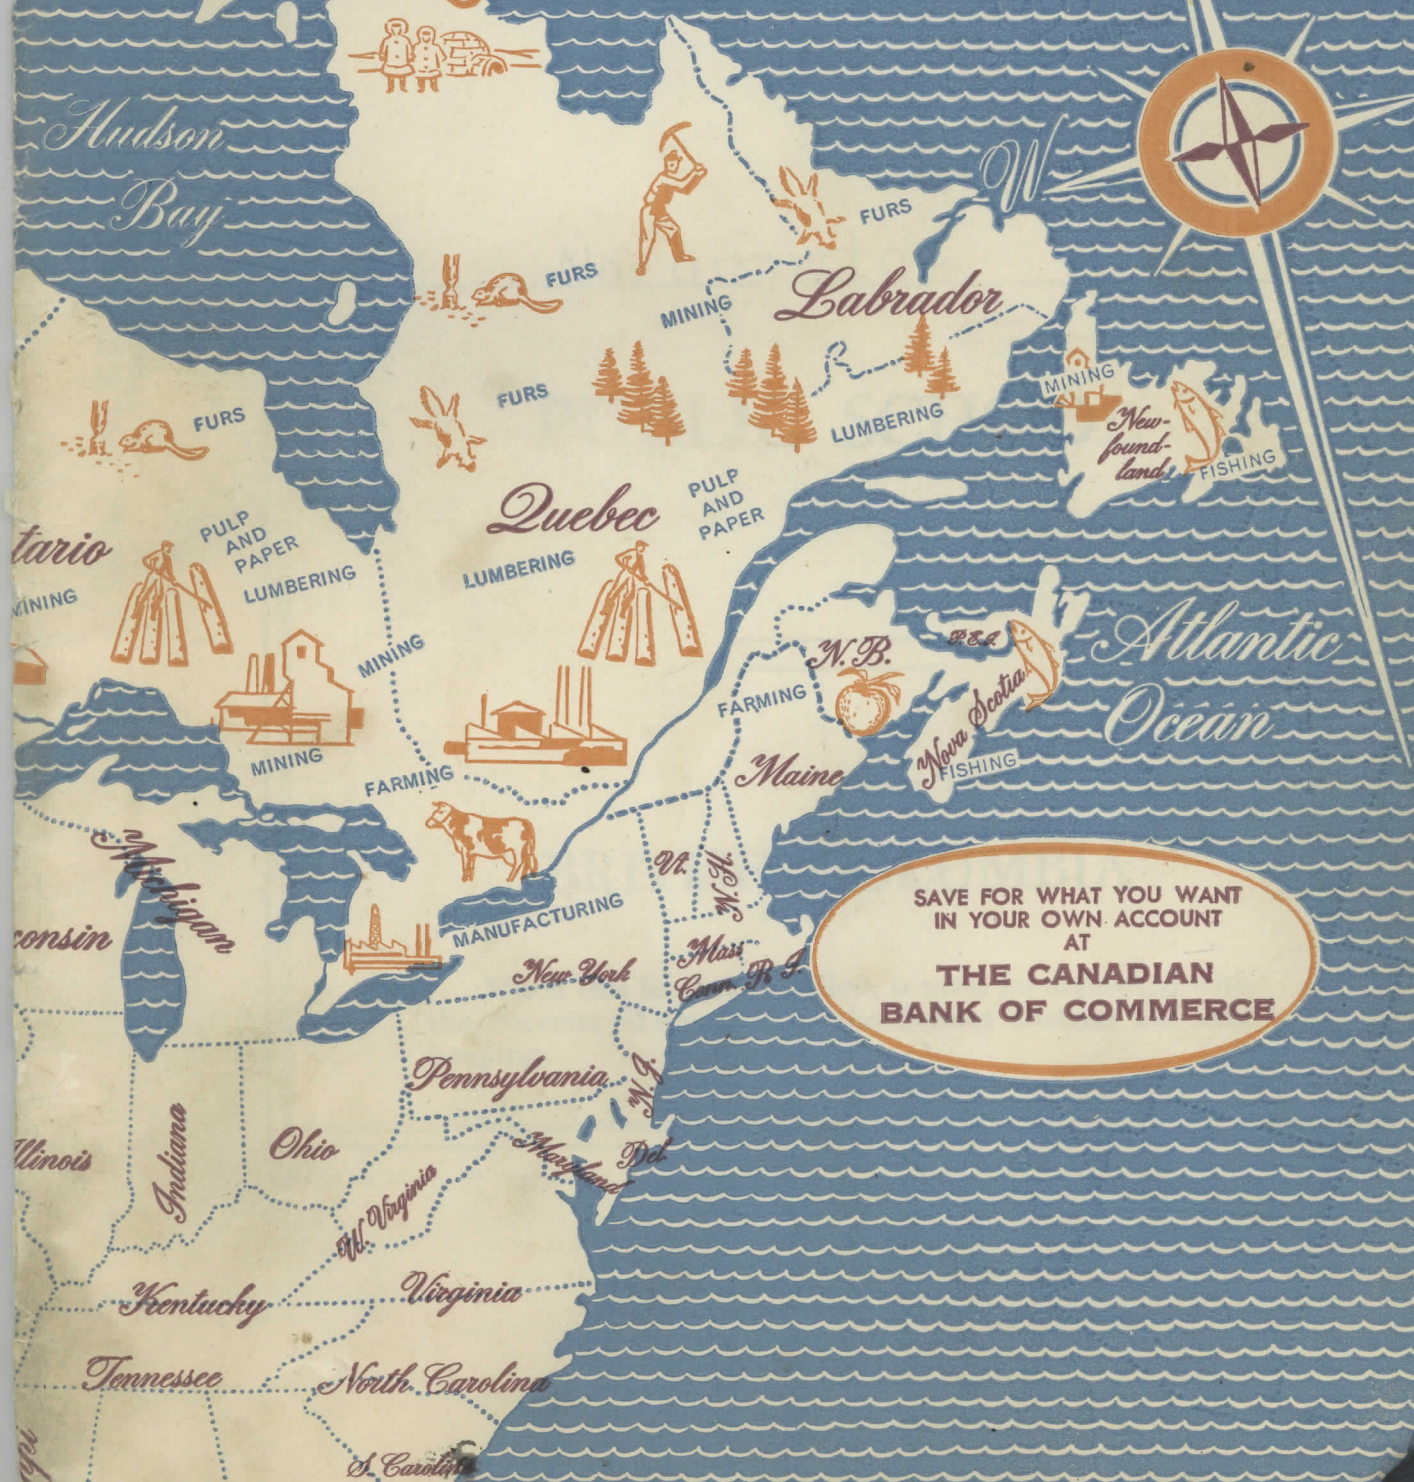 Hudson
Bay
W
FURS
FURS
Labrador
MINING
MINING
FURS
FURS
LUMBERING
New-
found-
land
FISHING
Quebec
PULP
AND
PAPER
PULP
AND
PAPER
tario
LUMBERING
LUMBERING
MINING
MINING
Atlantic
Ocean
P.E.I.
N.B.
Nova Scotia
FISHING
FARMING
MINING
FARMING
Maine
Michigan
Vt.
N.H.
SAVE FOR WHAT YOU WANT
IN YOUR OWN ACCOUNT
AT
THE CANADIAN
BANK OF COMMERCE
MANUFACTURING
consin
New York
Mass
Conn. R.I.
Pennsylvania
N.J.
Indiana
Ohio
Illinois
Maryland
Del.
W. Virginia
Kentucky
Virginia
Tennessee
North Carolina
S. Carolina